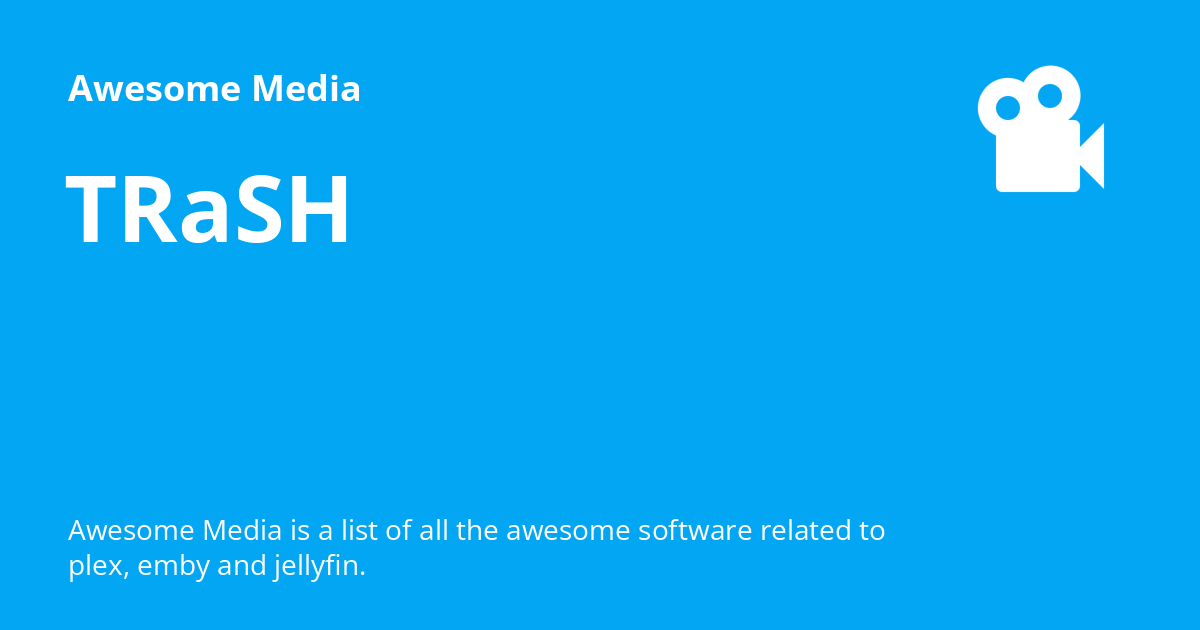 Awesome Media
TRaSH
Awesome Media is a list of all the awesome software related to
plex, emby and jellyfin.